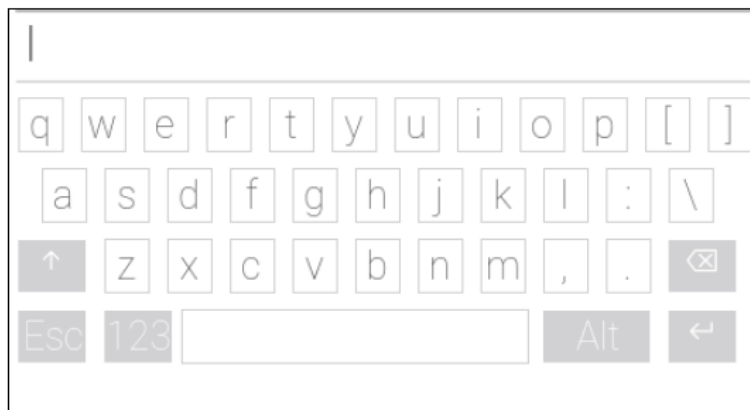 q w e r t y u i o p [ ]
a s d f g h j k l : \
↑ z x c v b n m , . ⌫
Esc 123 Alt ↵